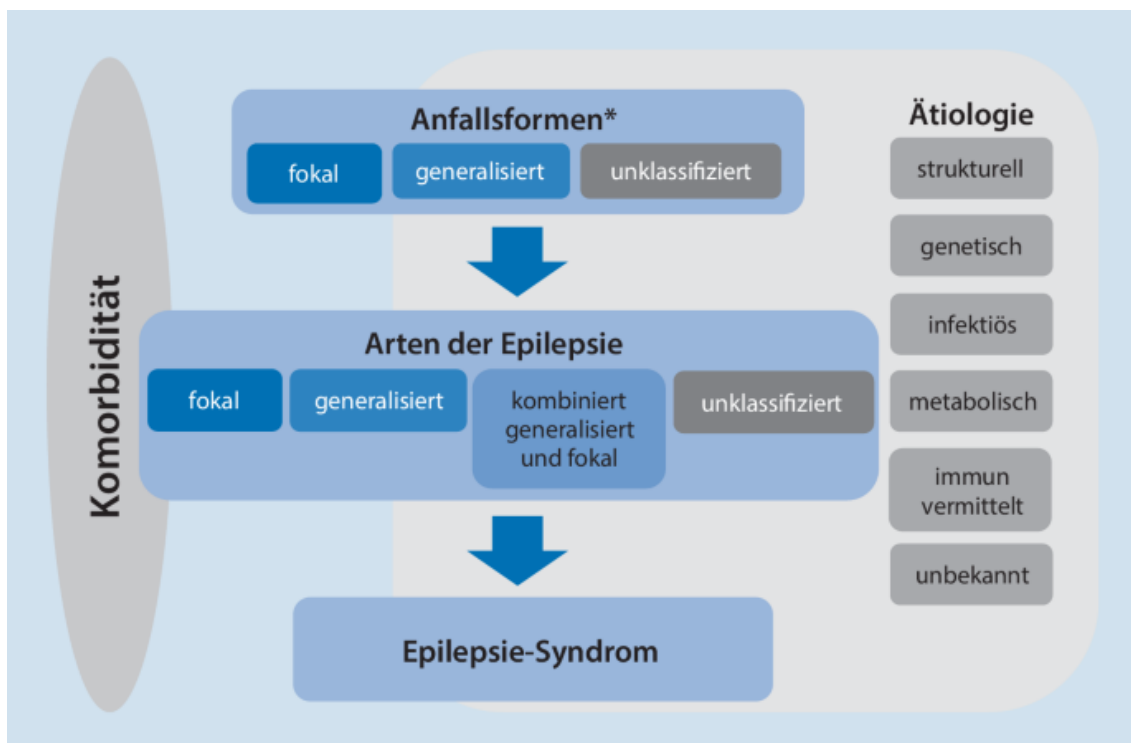 Komorbidität
Anfallsformen*
fokal
generalisiert
unklassifiziert
Arten der Epilepsie
fokal
generalisiert
kombiniert
generalisiert
und fokal
unklassifiziert
Epilepsie-Syndrom
Ätiologie
strukturell
genetisch
infektiös
metabolisch
immun
vermittelt
unbekannt